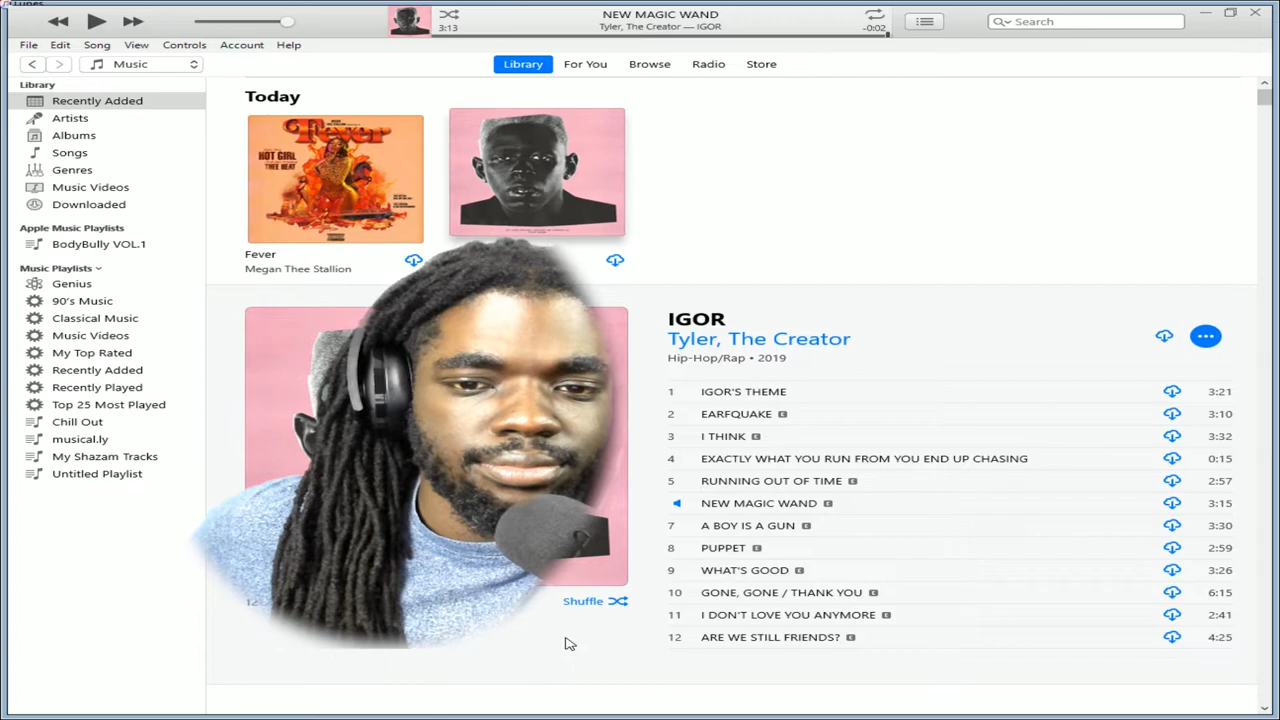 iTunes
NEW MAGIC WAND
Tyler, The Creator — IGOR
3:13
-0:02
Search
File Edit Song View Controls Account Help
Music
Library For You Browse Radio Store
Library
Recently Added
Artists
Albums
Songs
Genres
Music Videos
Downloaded
Apple Music Playlists
BodyBully VOL.1
Music Playlists
Genius
90's Music
Classical Music
Music Videos
My Top Rated
Recently Added
Recently Played
Top 25 Most Played
Chill Out
musical.ly
My Shazam Tracks
Untitled Playlist
Today
Fever
HOT GIRL
THEE HEAT
Fever
Megan Thee Stallion
12
Shuffle
IGOR
Tyler, The Creator
Hip-Hop/Rap • 2019
1 IGOR'S THEME 3:21
2 EARFQUAKE E 3:10
3 I THINK E 3:32
4 EXACTLY WHAT YOU RUN FROM YOU END UP CHASING 0:15
5 RUNNING OUT OF TIME E 2:57
NEW MAGIC WAND E 3:15
7 A BOY IS A GUN E 3:30
8 PUPPET E 2:59
9 WHAT'S GOOD E 3:26
10 GONE, GONE / THANK YOU E 6:15
11 I DON'T LOVE YOU ANYMORE E 2:41
12 ARE WE STILL FRIENDS? E 4:25